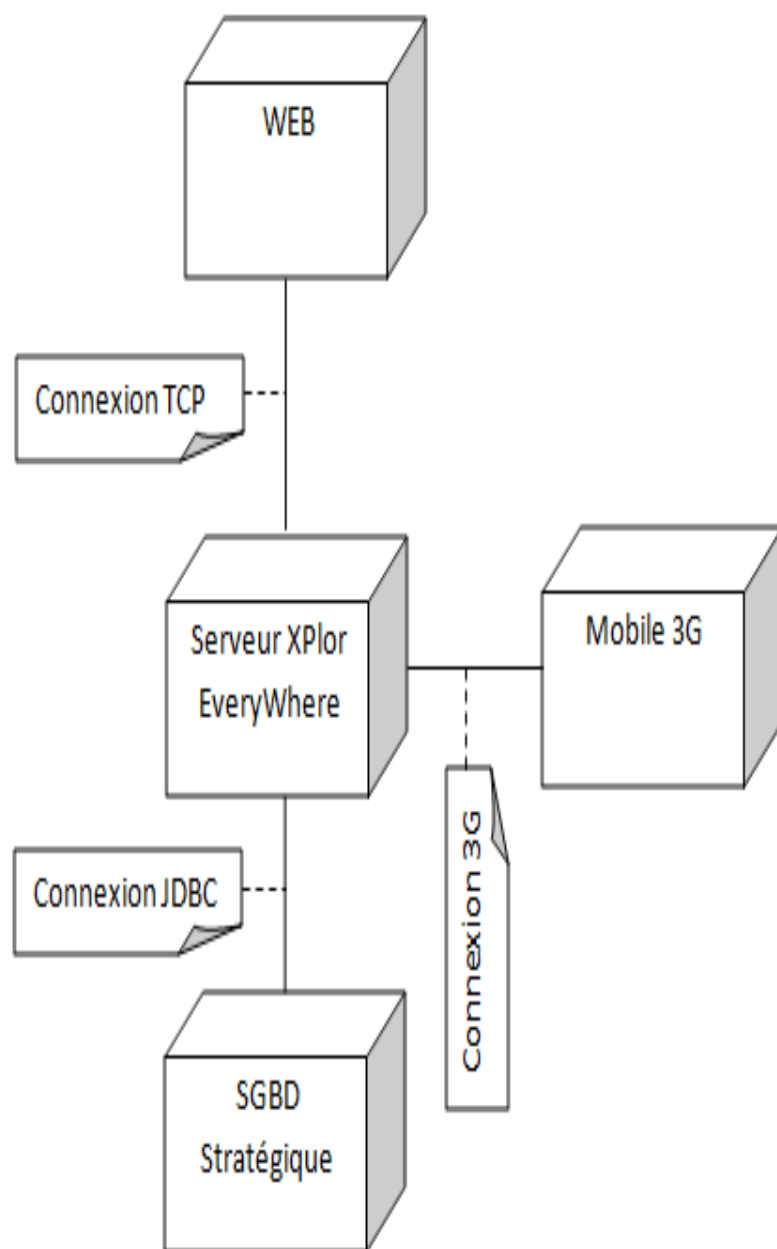 WEB
Connexion TCP
Serveur XPlor
EveryWhere
Mobile 3G
Connexion JDBC
Connexion 3G
SGBD
Stratégique